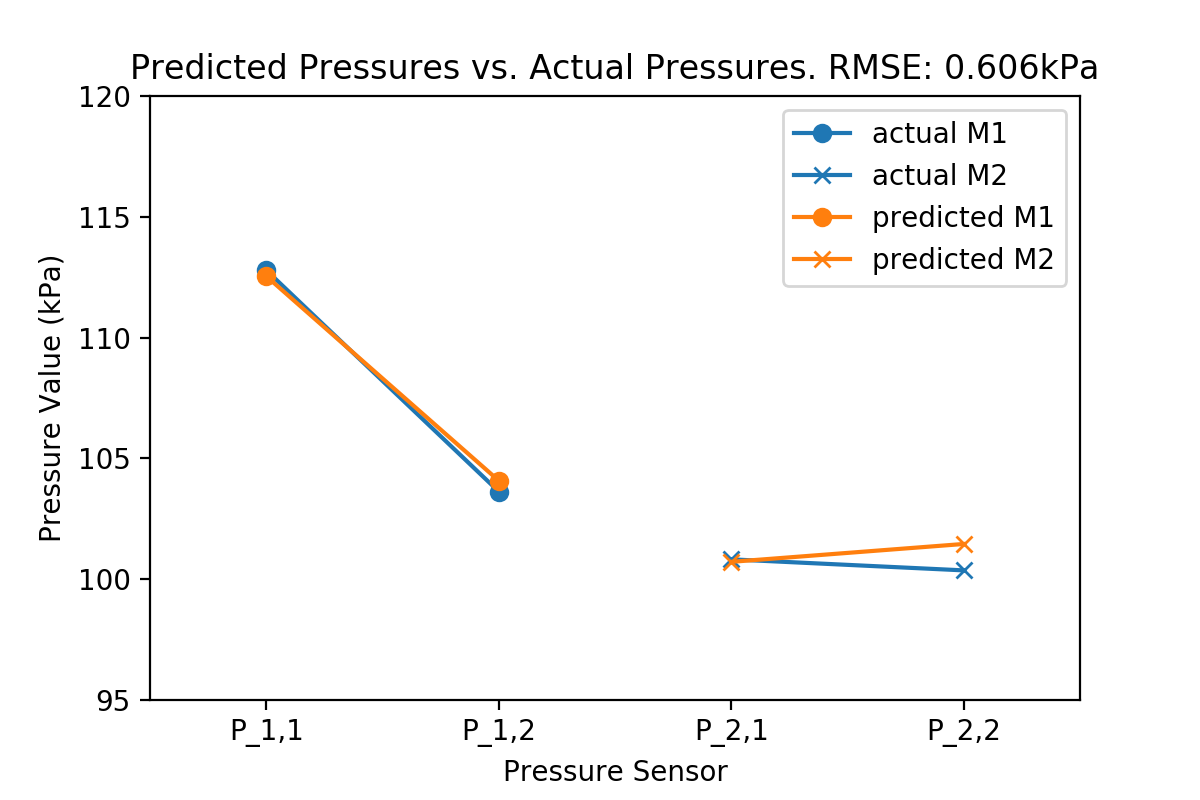 Predicted Pressures vs. Actual Pressures. RMSE: 0.606kPa
120
115
110
105
100
95
Pressure Value (kPa)
actual M1
actual M2
predicted M1
predicted M2
P_1,1
P_1,2
P_2,1
P_2,2
Pressure Sensor